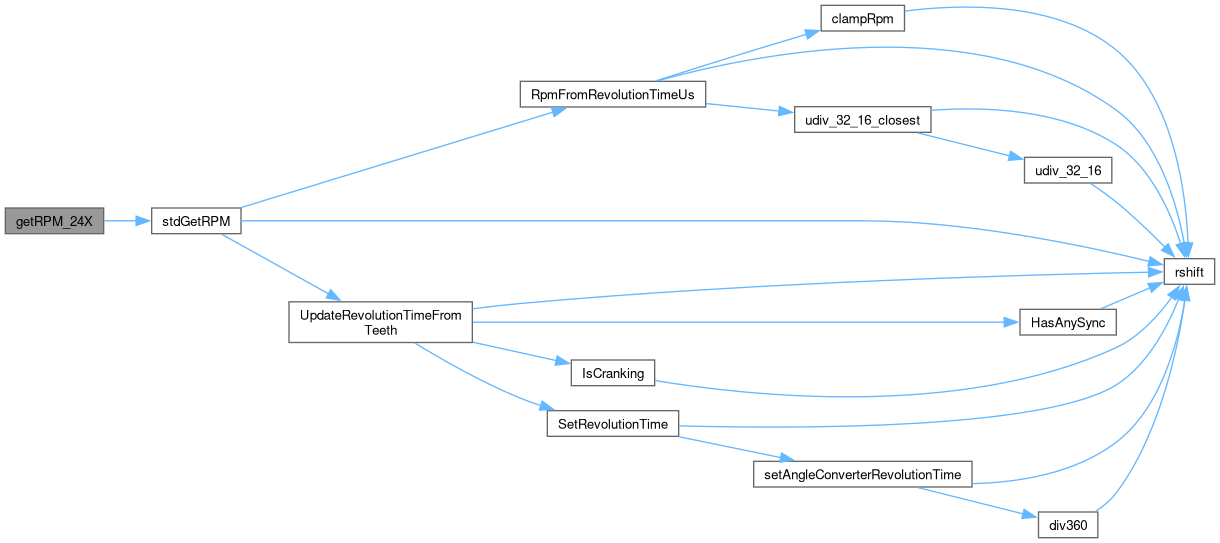 clampRpm
RpmFromRevolutionTimeUs
udiv_32_16_closest
udiv_32_16
getRPM_24X
stdGetRPM
rshift
UpdateRevolutionTimeFrom
Teeth
HasAnySync
IsCranking
SetRevolutionTime
setAngleConverterRevolutionTime
div360